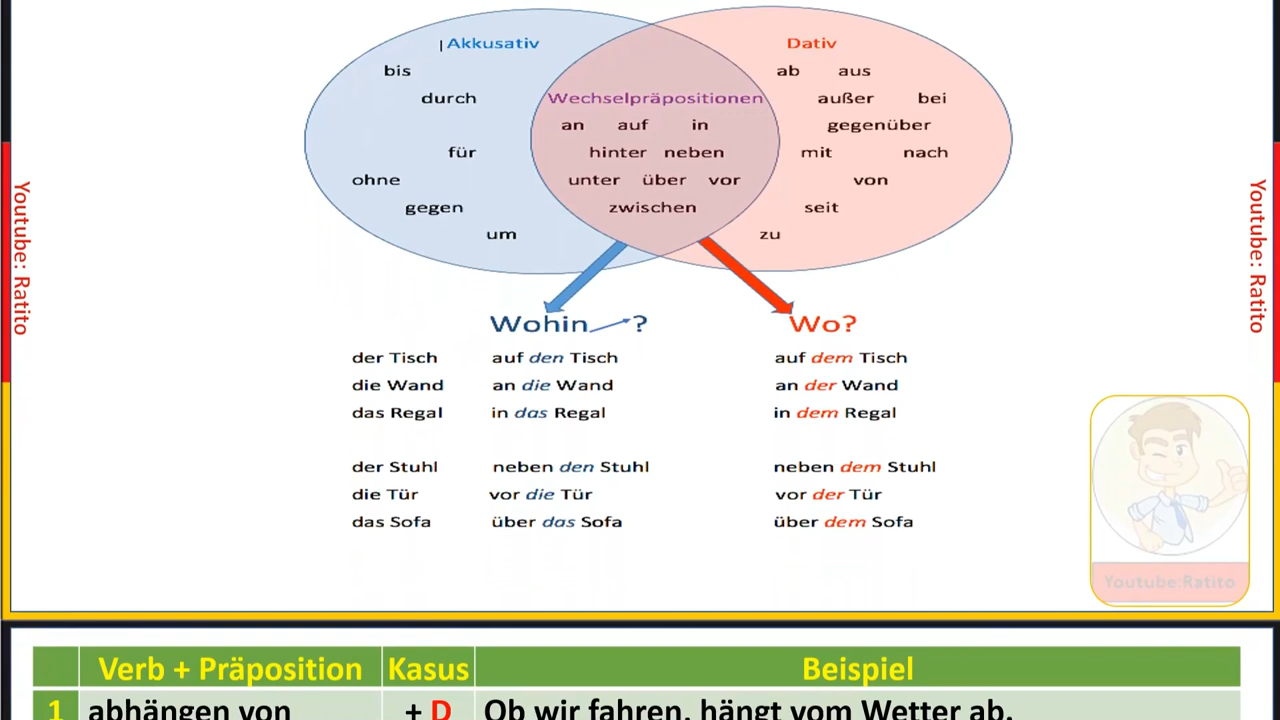 Akkusativ Dativ
bis ab aus
durch Wechselpräpositionen außer bei
an auf in gegenüber
für hinter neben mit nach
ohne unter über vor von
gegen zwischen seit
um zu
Wohin ? Wo?
der Tisch auf den Tisch auf dem Tisch
die Wand an die Wand an der Wand
das Regal in das Regal in dem Regal
der Stuhl neben den Stuhl neben dem Stuhl
die Tür vor die Tür vor der Tür
das Sofa über das Sofa über dem Sofa
Youtube: Ratito
Youtube: Ratito
Youtube:Ratito
Verb + Präposition Kasus Beispiel
1 abhängen von + D Ob wir fahren, hängt vom Wetter ab.